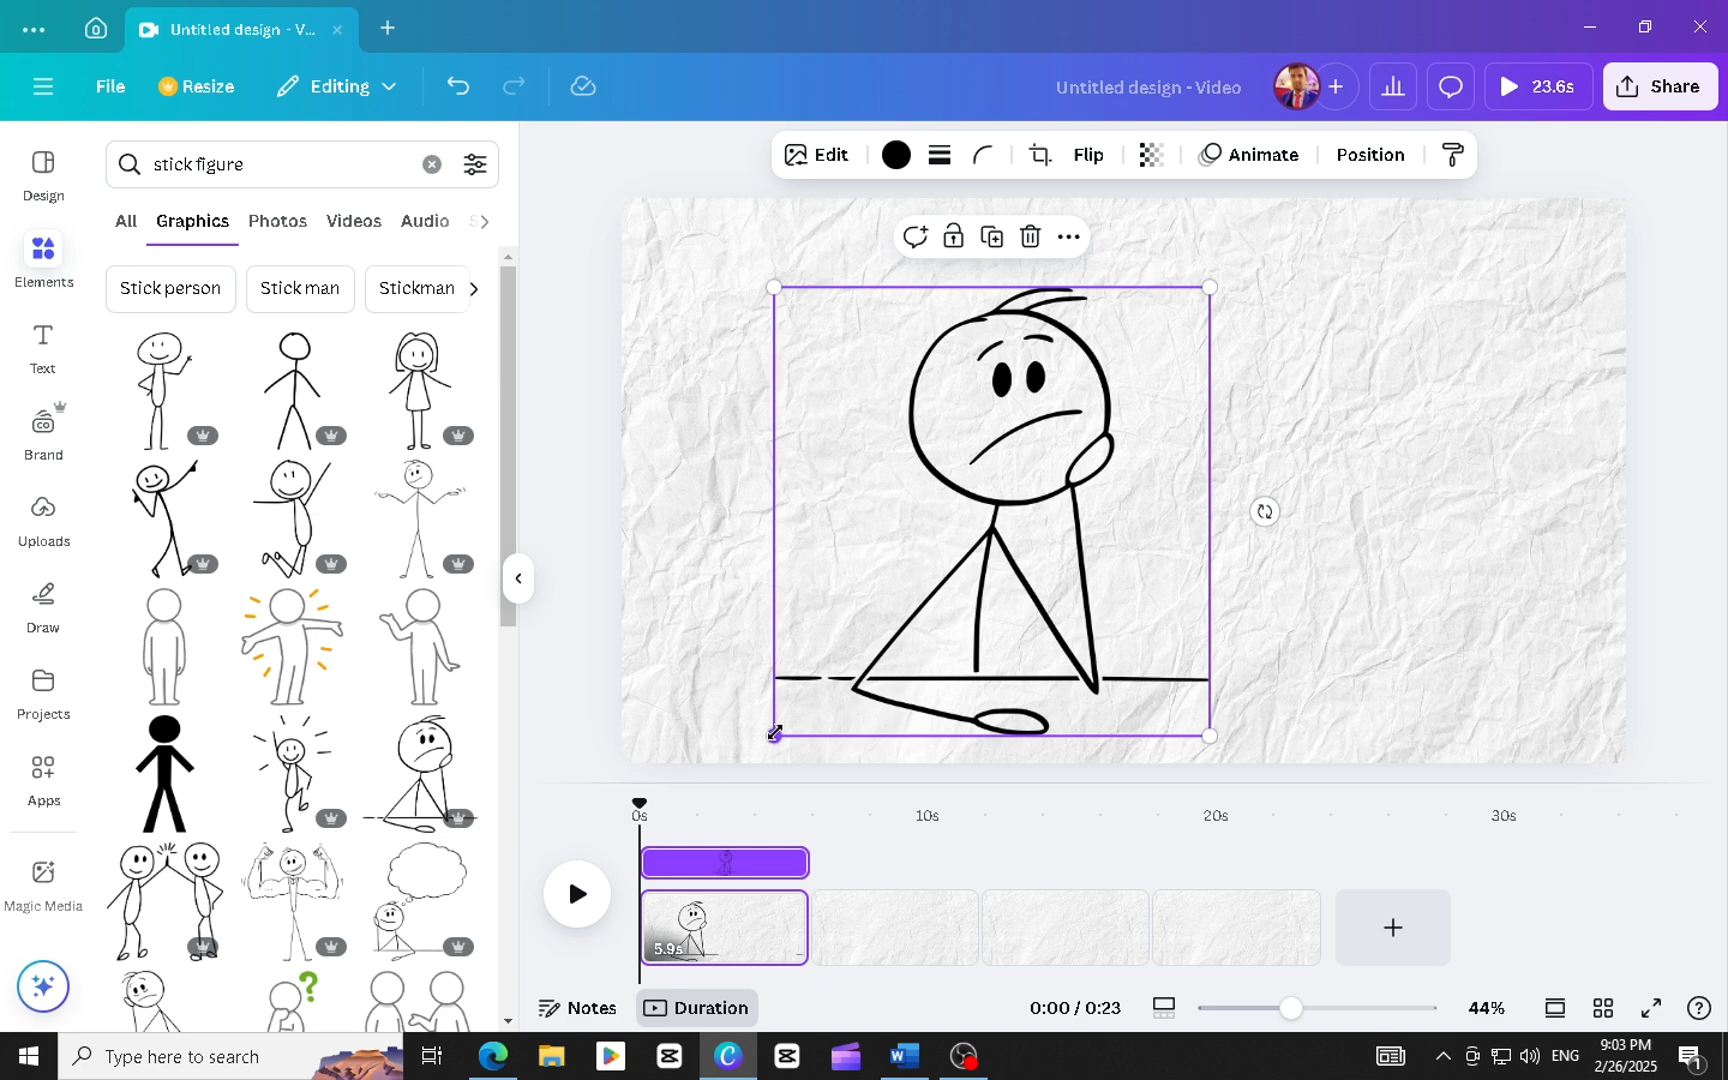 Untitled design - V...
File
Resize
Editing
Untitled design - Video
23.6s
Share
stick figure
Edit
Flip
Animate
Position
Design
Elements
Text
Brand
Uploads
Draw
Projects
Apps
Magic Media
All
Graphics
Photos
Videos
Audio
Stick person
Stick man
Stickman
0s
10s
20s
30s
5.9s
Notes
Duration
0:00 / 0:23
44%
Type here to search
ENG
9:03 PM
2/26/2025
1